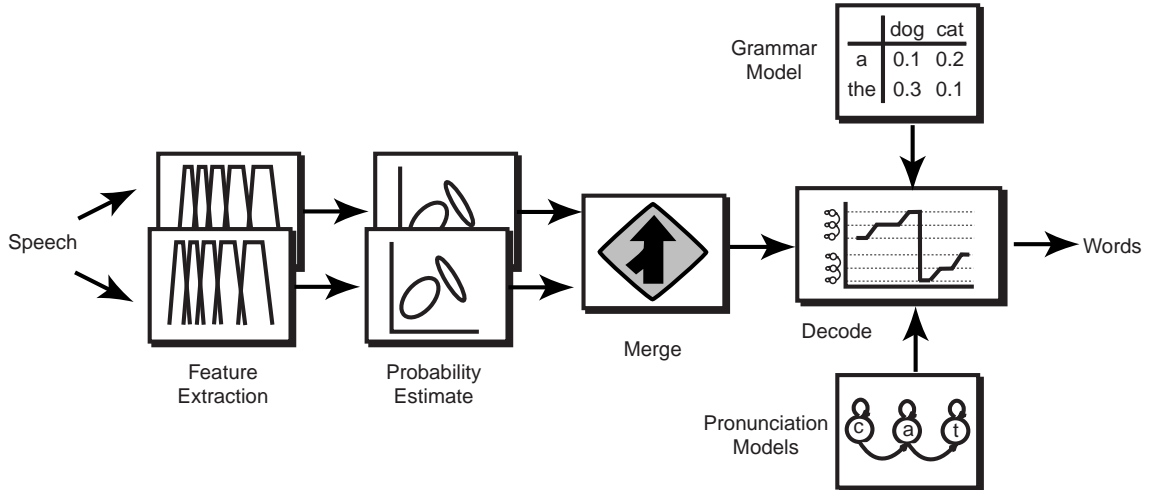 Speech
Feature
Extraction
Probability
Estimate
Merge
Grammar
Model
dog cat
a 0.1 0.2
the 0.3 0.1
Decode
Words
Pronunciation
Models
c a t